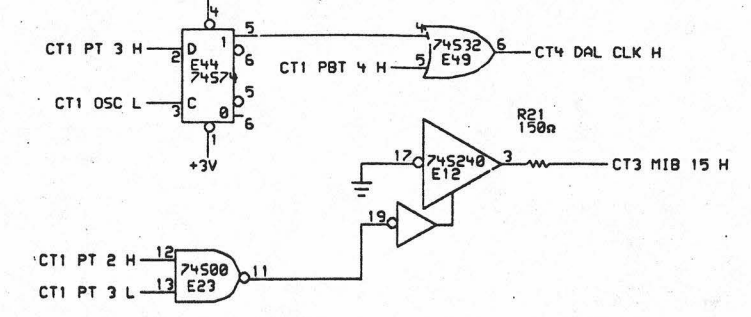 4
CT1 PT 3 H
2
D
1
5
6
E44
74S74
CT1 OSC L
3
C
0
5
6
1
+3V
4
74S32
6
CT4 DAL CLK H
CT1 PBT 4 H
5
E49
R21
150Ω
17
74S240
3
CT3 MIB 15 H
E12
19
CT1 PT 2 H
12
74S00
11
CT1 PT 3 L
13
E23